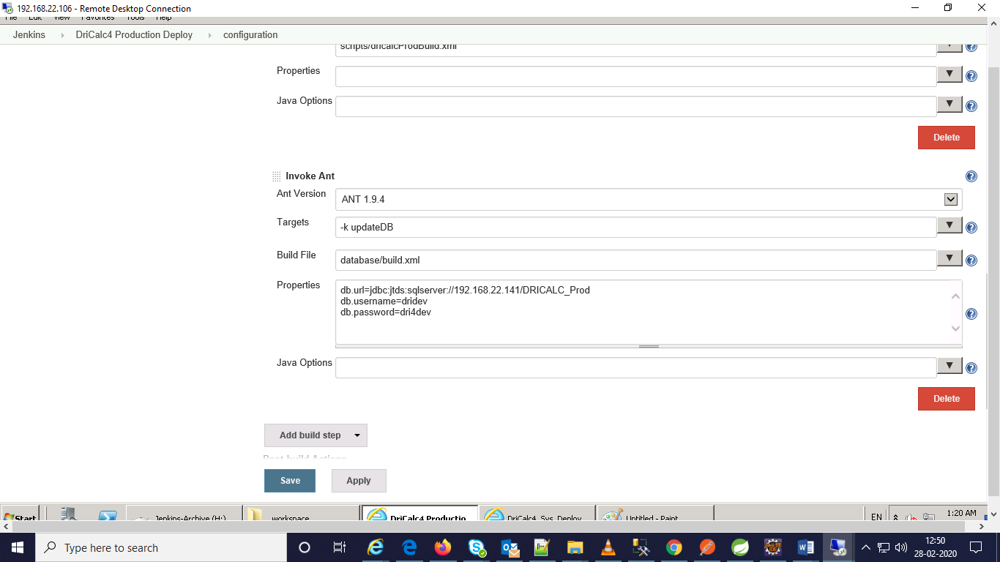 192.168.22.106 - Remote Desktop Connection
File Edit View Favorites Tools Help
Jenkins DriCalc4 Production Deploy configuration
scripts/dricalcProdBuild.xml
Properties
Java Options
Delete
Invoke Ant
Ant Version ANT 1.9.4
Targets -k updateDB
Build File database/build.xml
Properties db.url=jdbc:jtds:sqlserver://192.168.22.141/DRICALC_Prod
db.username=dridev
db.password=dri4dev
Java Options
Delete
Add build step
Post-build Actions
Save Apply
Start Jenkins-Archive (H:) workspace DriCalc4 Productio... DriCalc4_Sys_Deploy... Untitled - Paint EN 1:20 AM
Type here to search
12:50
28-02-2020